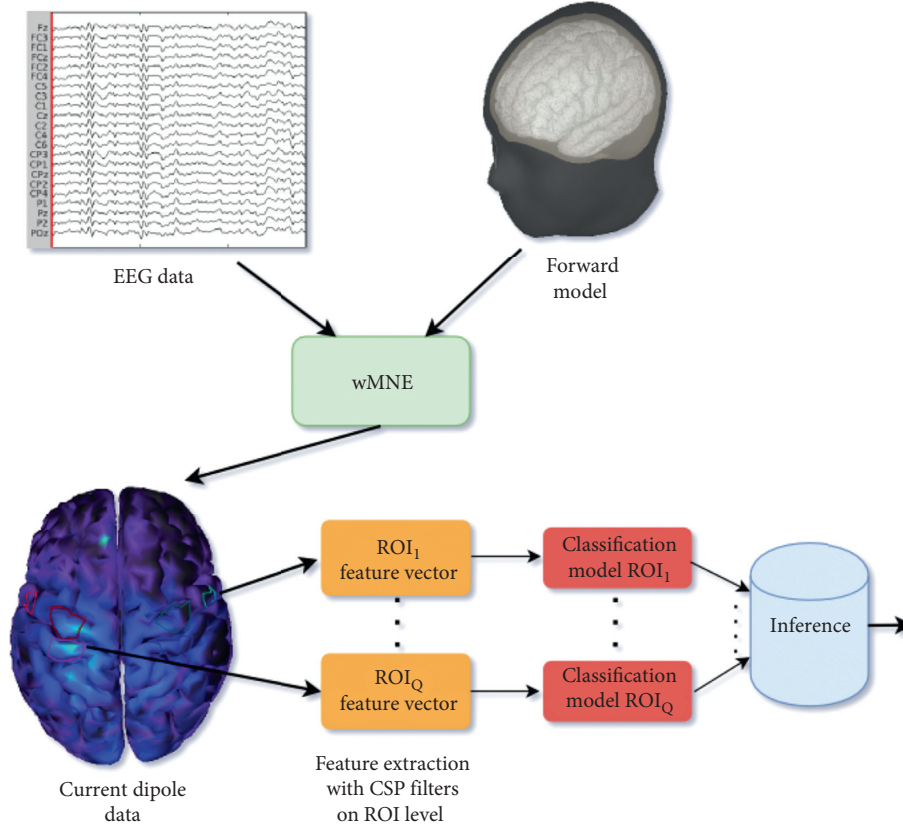 Fz
FC3
FC1
FCz
FC2
FC4
C5
C3
C1
Cz
C2
C4
C6
CP3
CP1
CPz
CP2
CP4
P1
Pz
P2
POz
EEG data
Forward
model
wMNE
ROI1
feature vector
Classification
model ROI1
Inference
ROIQ
feature vector
Classification
model ROIQ
Current dipole
data
Feature extraction
with CSP filters
on ROI level